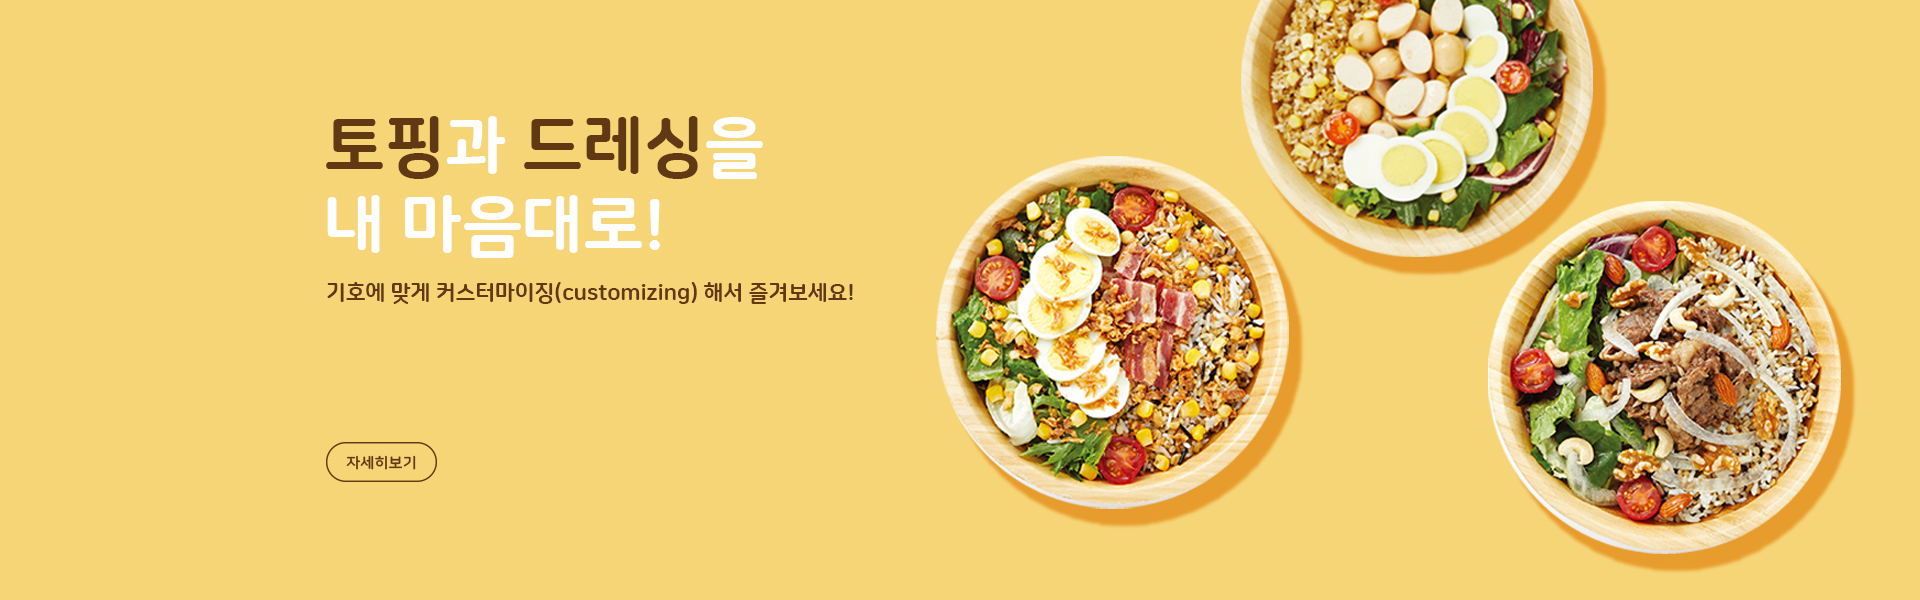 토핑과 드레싱을
내 마음대로!
기호에 맞게 커스터마이징(customizing) 해서 즐겨보세요!
자세히보기